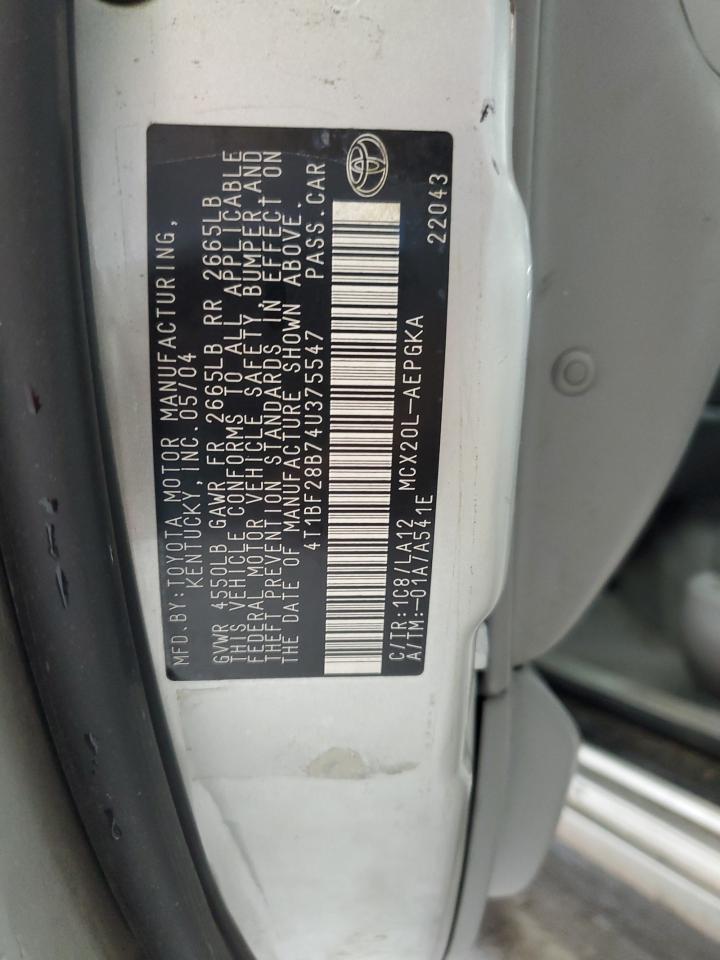 MFD. BY: TOYOTA MOTOR MANUFACTURING,
KENTUCKY, INC. 05/04
GVWR 4550LB GAWR FR 2665LB RR 2665LB
THIS VEHICLE CONFORMS TO ALL APPLICABLE
FEDERAL MOTOR VEHICLE SAFETY, BUMPER AND
THEFT PREVENTION STANDARDS IN EFFECT ON
THE DATE OF MANUFACTURE SHOWN ABOVE.
4T1BF28B74U375547 PASS. CAR
C/TR:1C8/LA12 MCX20L-AEPGKA
A/TM:-01A/A541E 22043